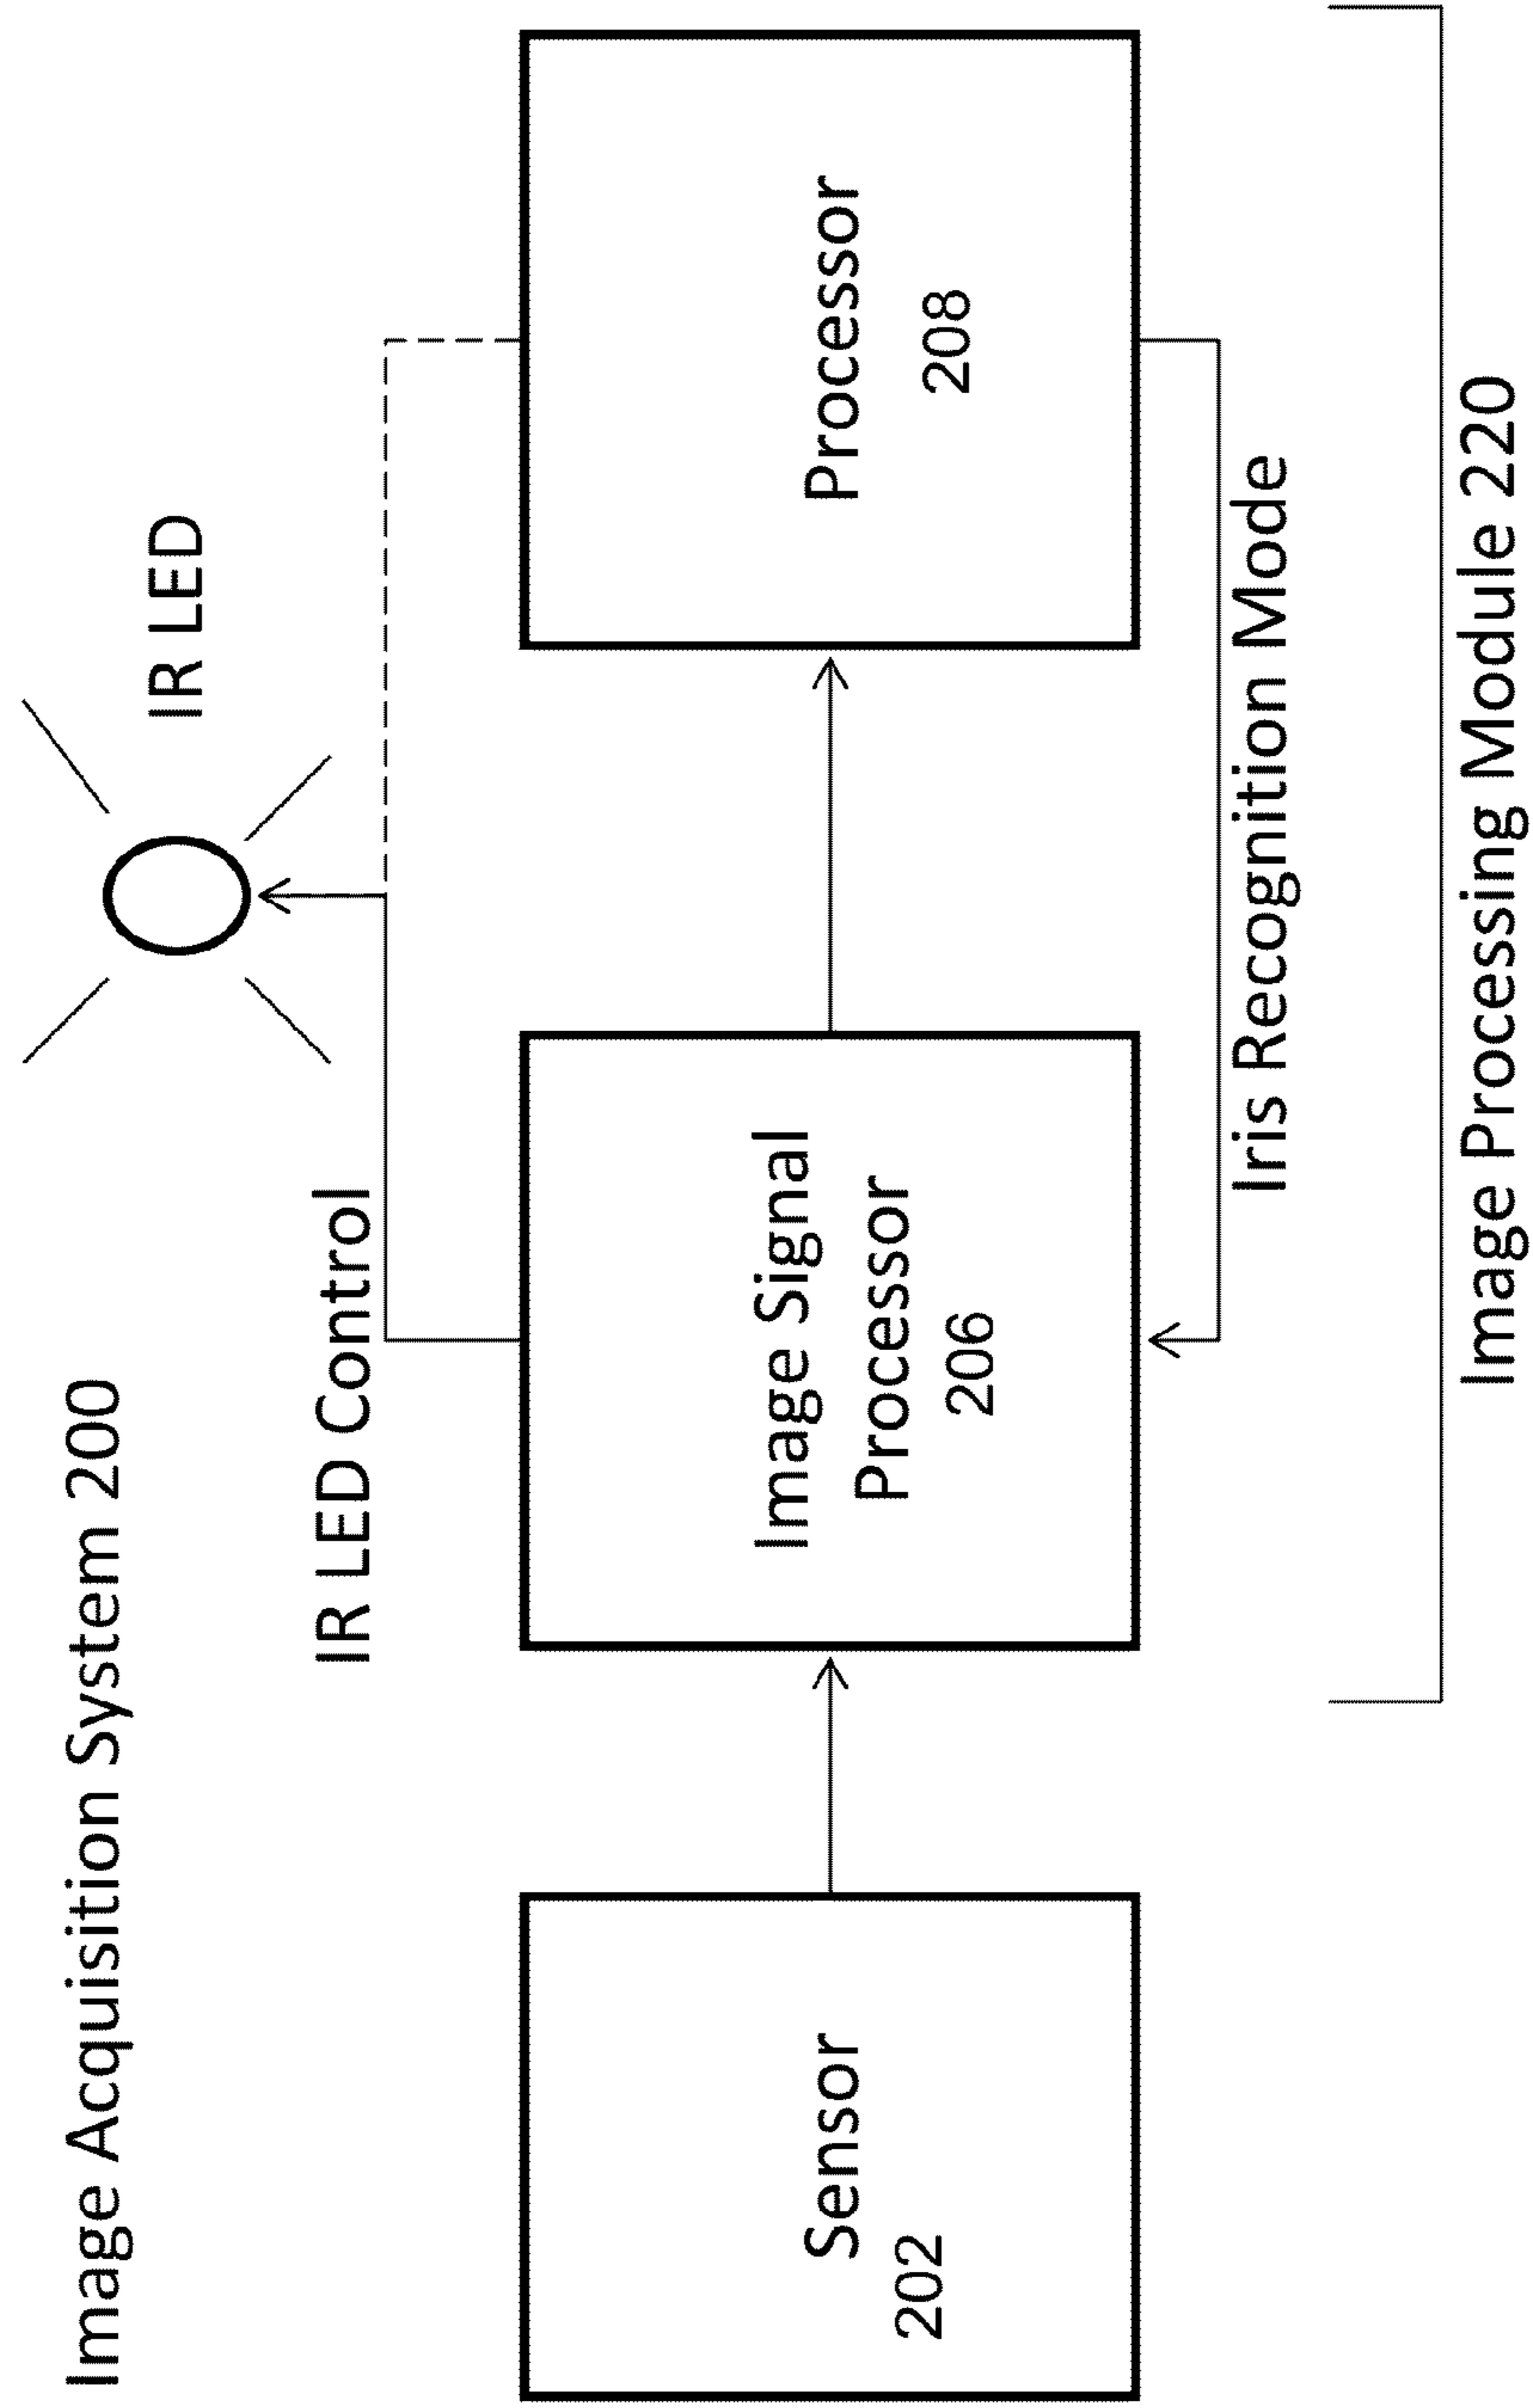 Image Acquisition System 200
IR LED
IR LED Control
Sensor
202
Image Signal
Processor
206
Processor
208
Iris Recognition Mode
Image Processing Module 220